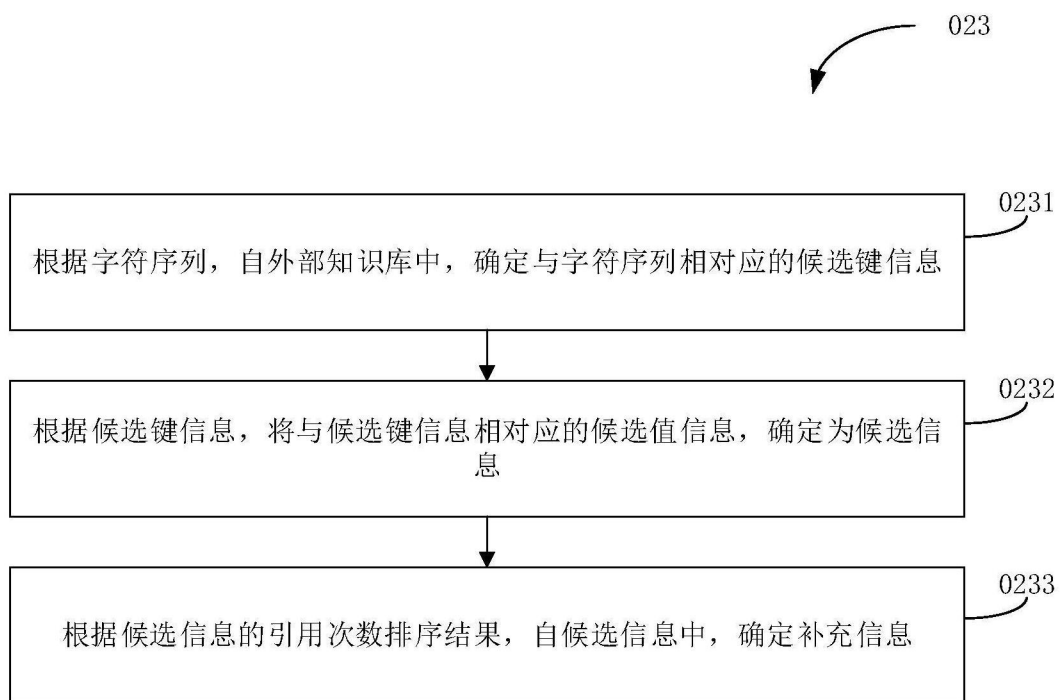 023
0231
根据字符序列，自外部知识库中，确定与字符序列相对应的候选键信息
0232
根据候选键信息，将与候选键信息相对应的候选值信息，确定为候选信
息
0233
根据候选信息的引用次数排序结果，自候选信息中，确定补充信息